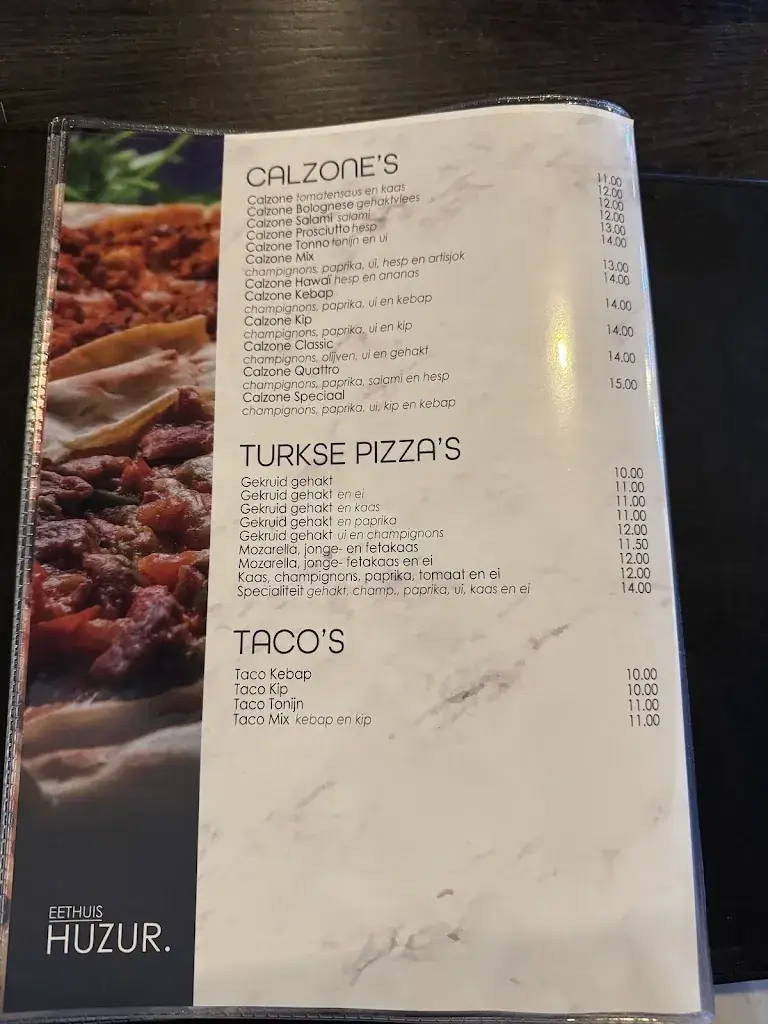 CALZONE'S
Calzone tomatensaus en kaas 11.00
Calzone Bolognese gehaktvlees 12.00
Calzone Salami salami 12.00
Calzone Prosciutto hesp 12.00
Calzone Tonno tonijn en ui 13.00
Calzone Mix 14.00
champignons, paprika, ui, hesp en artisjok
Calzone Hawaï hesp en ananas 13.00
Calzone Kebap 14.00
champignons, paprika, ui en kebap
Calzone Kip 14.00
champignons, paprika, ui en kip
Calzone Classic 14.00
champignons, olijven, ui en gehakt
Calzone Quattro 14.00
champignons, paprika, salami en hesp
Calzone Speciaal 15.00
champignons, paprika, ui, kip en kebap
TURKSE PIZZA'S
Gekruid gehakt 10.00
Gekruid gehakt en ei 11.00
Gekruid gehakt en kaas 11.00
Gekruid gehakt en paprika 11.00
Gekruid gehakt ui en champignons 12.00
Mozarella, jonge- en fetakaas 11.50
Mozarella, jonge- fetakaas en ei 12.00
Kaas, champignons, paprika, tomaat en ei 12.00
Specialiteit gehakt, champ., paprika, ui, kaas en ei 14.00
TACO'S
Taco Kebap 10.00
Taco Kip 10.00
Taco Tonijn 11.00
Taco Mix kebap en kip 11.00
EETHUIS
HUZUR.